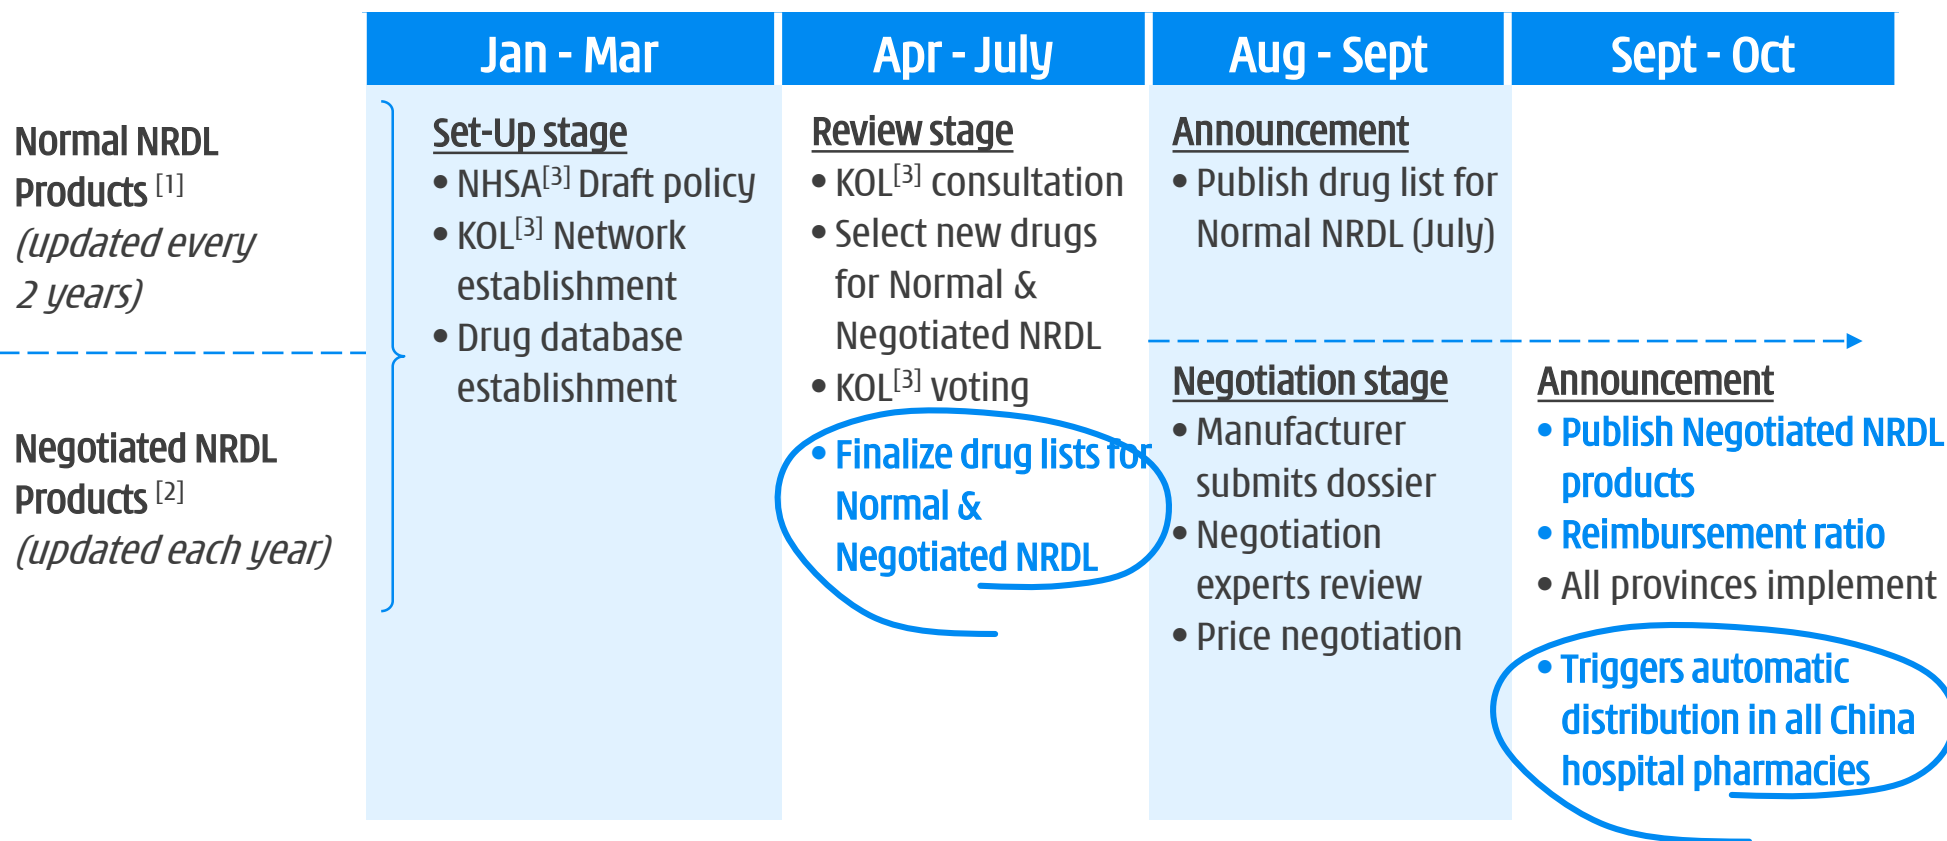 Jan - Mar
Apr - July
Aug - Sept
Sept - Oct
Normal NRDL
Products [1]
(updated every
2 years)
Negotiated NRDL
Products [2]
(updated each year)
Set-Up stage
• NHSA[3] Draft policy
• KOL[3] Network
establishment
• Drug database
establishment
Review stage
• KOL[3] consultation
• Select new drugs
for Normal &
Negotiated NRDL
• KOL[3] voting
• Finalize drug lists for
Normal &
Negotiated NRDL
Announcement
• Publish drug list for
Normal NRDL (July)
Negotiation stage
• Manufacturer
submits dossier
• Negotiation
experts review
• Price negotiation
Announcement
• Publish Negotiated NRDL
products
• Reimbursement ratio
• All provinces implement
• Triggers automatic
distribution in all China
hospital pharmacies